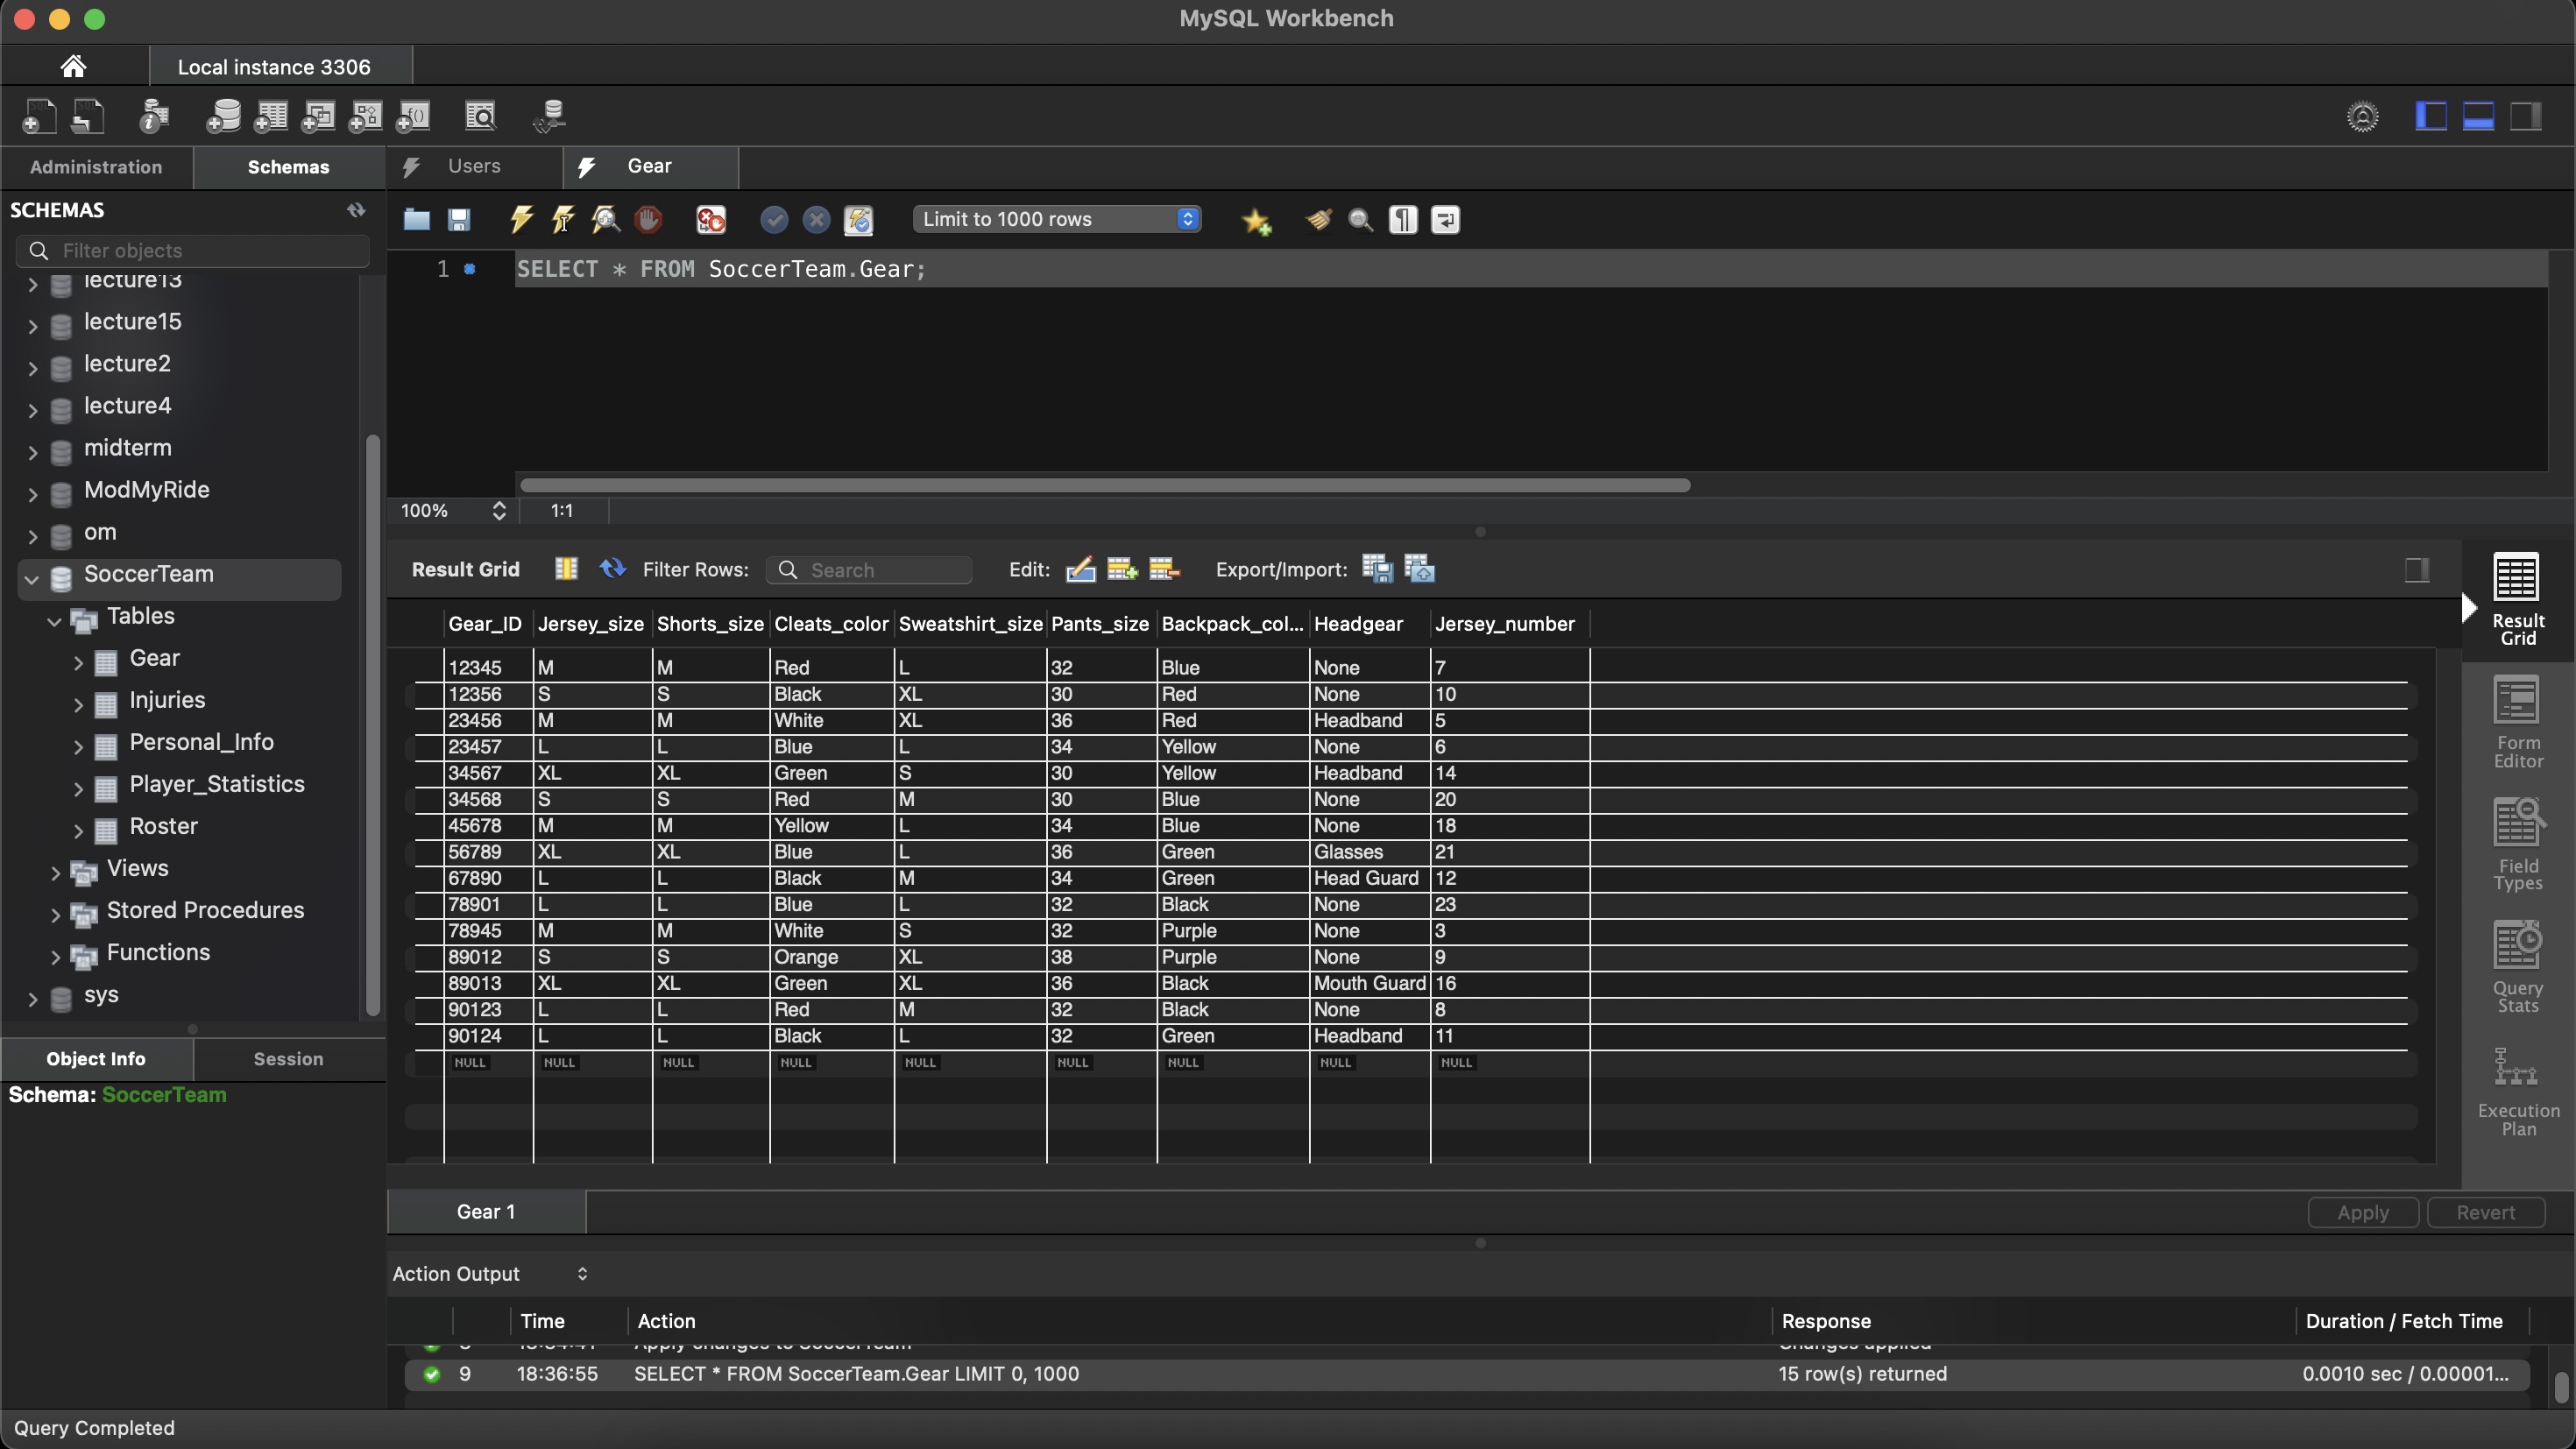 MySQL Workbench
Local instance 3306
Administration
Schemas
Users
Gear
SCHEMAS
Filter objects
lecture13
lecture15
lecture2
lecture4
midterm
ModMyRide
om
SoccerTeam
Tables
Gear
Injuries
Personal_Info
Player_Statistics
Roster
Views
Stored Procedures
Functions
sys
Object Info
Session
Schema: SoccerTeam
Limit to 1000 rows
1 SELECT * FROM SoccerTeam.Gear;
100% 1:1
Result Grid Filter Rows: Search Edit: Export/Import:
Gear_ID Jersey_size Shorts_size Cleats_color Sweatshirt_size Pants_size Backpack_col... Headgear Jersey_number
12345 M M Red L 32 Blue None 7
12356 S S Black XL 30 Red None 10
23456 M M White XL 36 Red Headband 5
23457 L L Blue L 34 Yellow None 6
34567 XL XL Green S 30 Yellow Headband 14
34568 S S Red M 30 Blue None 20
45678 M M Yellow L 34 Blue None 18
56789 XL XL Blue L 36 Green Glasses 21
67890 L L Black M 34 Green Head Guard 12
78901 L L Blue L 32 Black None 23
78945 M M White S 32 Purple None 3
89012 S S Orange XL 38 Purple None 9
89013 XL XL Green XL 36 Black Mouth Guard 16
90123 L L Red M 32 Black None 8
90124 L L Black L 32 Green Headband 11
NULL NULL NULL NULL NULL NULL NULL NULL NULL
Result
Grid
Form
Editor
Field
Types
Query
Stats
Execution
Plan
Gear 1
Apply
Revert
Action Output
Time Action Response Duration / Fetch Time
Apply changes to SoccerTeam Changes applied
9 18:36:55 SELECT * FROM SoccerTeam.Gear LIMIT 0, 1000 15 row(s) returned 0.0010 sec / 0.00001...
Query Completed